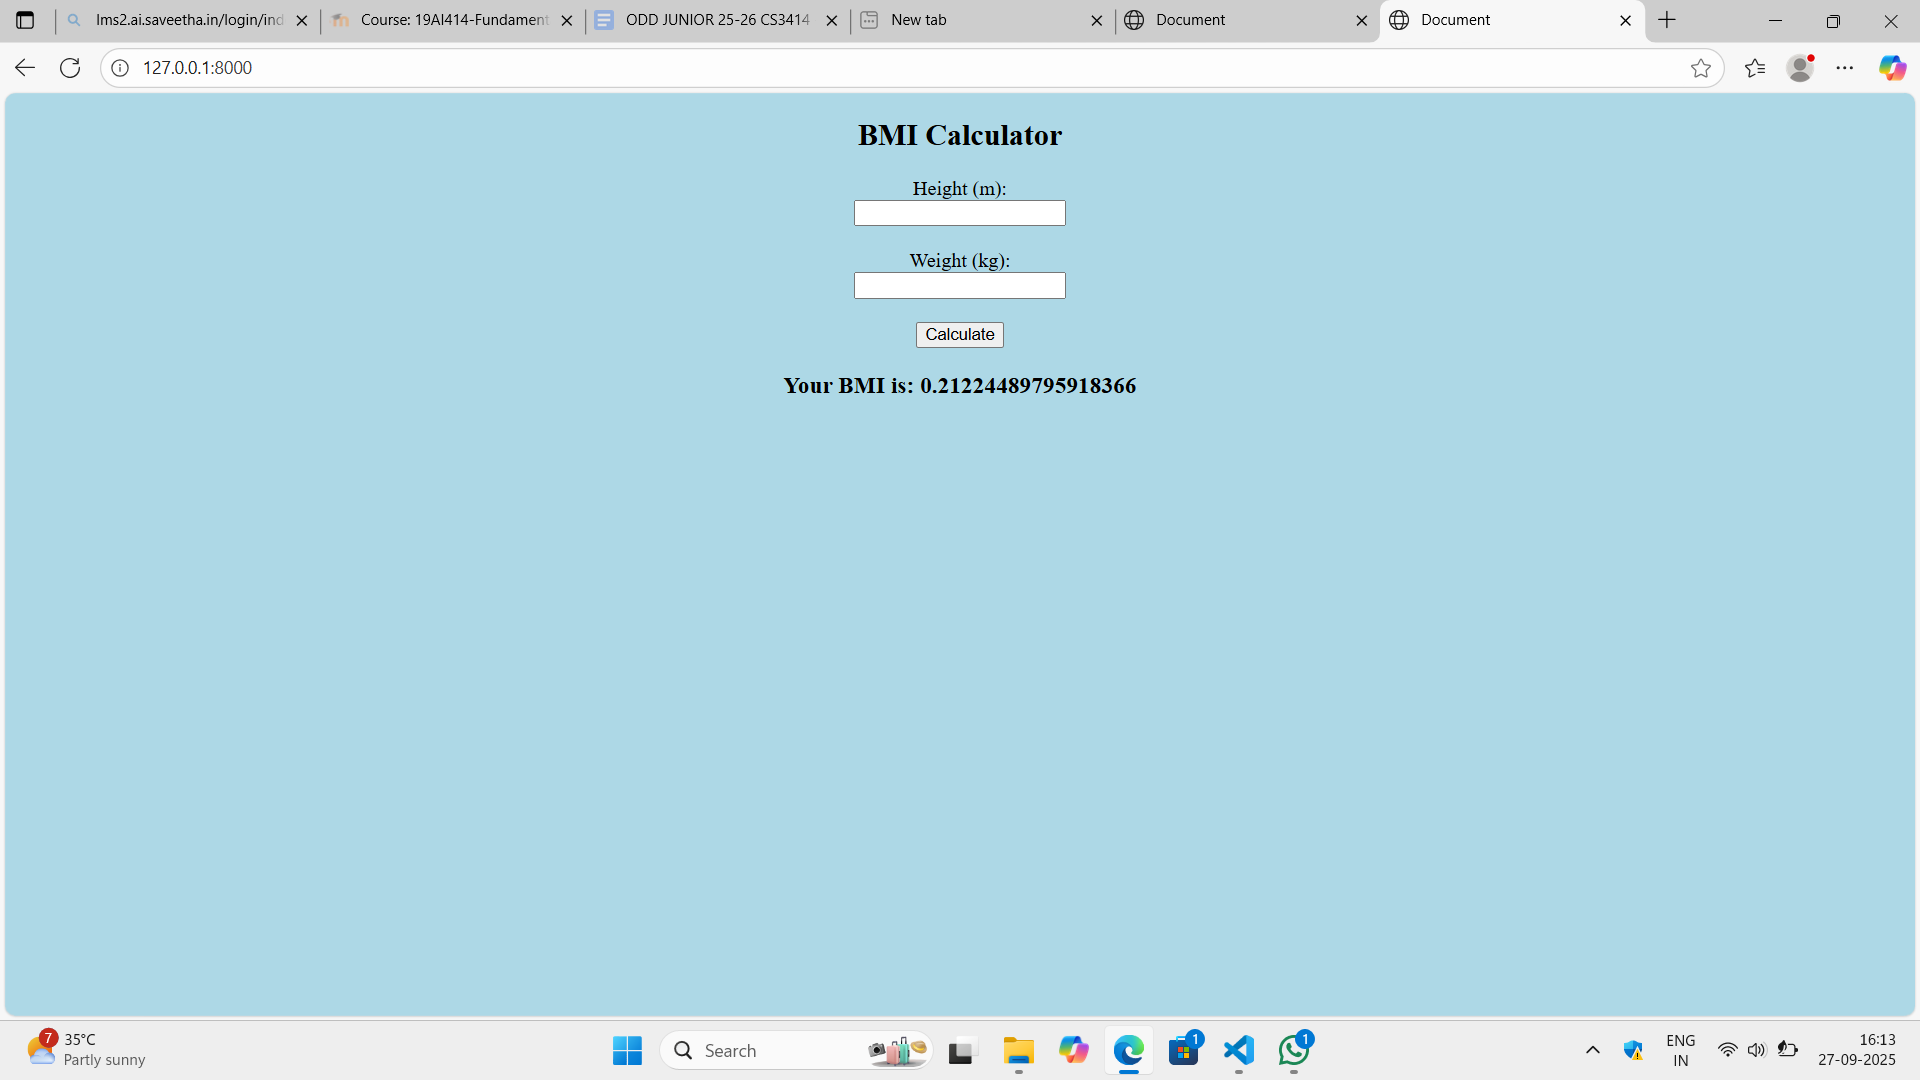 lms2.ai.saveetha.in/login/ind
Course: 19AI414-Fundament
ODD JUNIOR 25-26 CS3414
New tab
Document
Document
127.0.0.1:8000
BMI Calculator
Height (m):
Weight (kg):
Calculate
Your BMI is: 0.21224489795918366
7
35°C
Partly sunny
Search
1
1
ENG
IN
16:13
27-09-2025